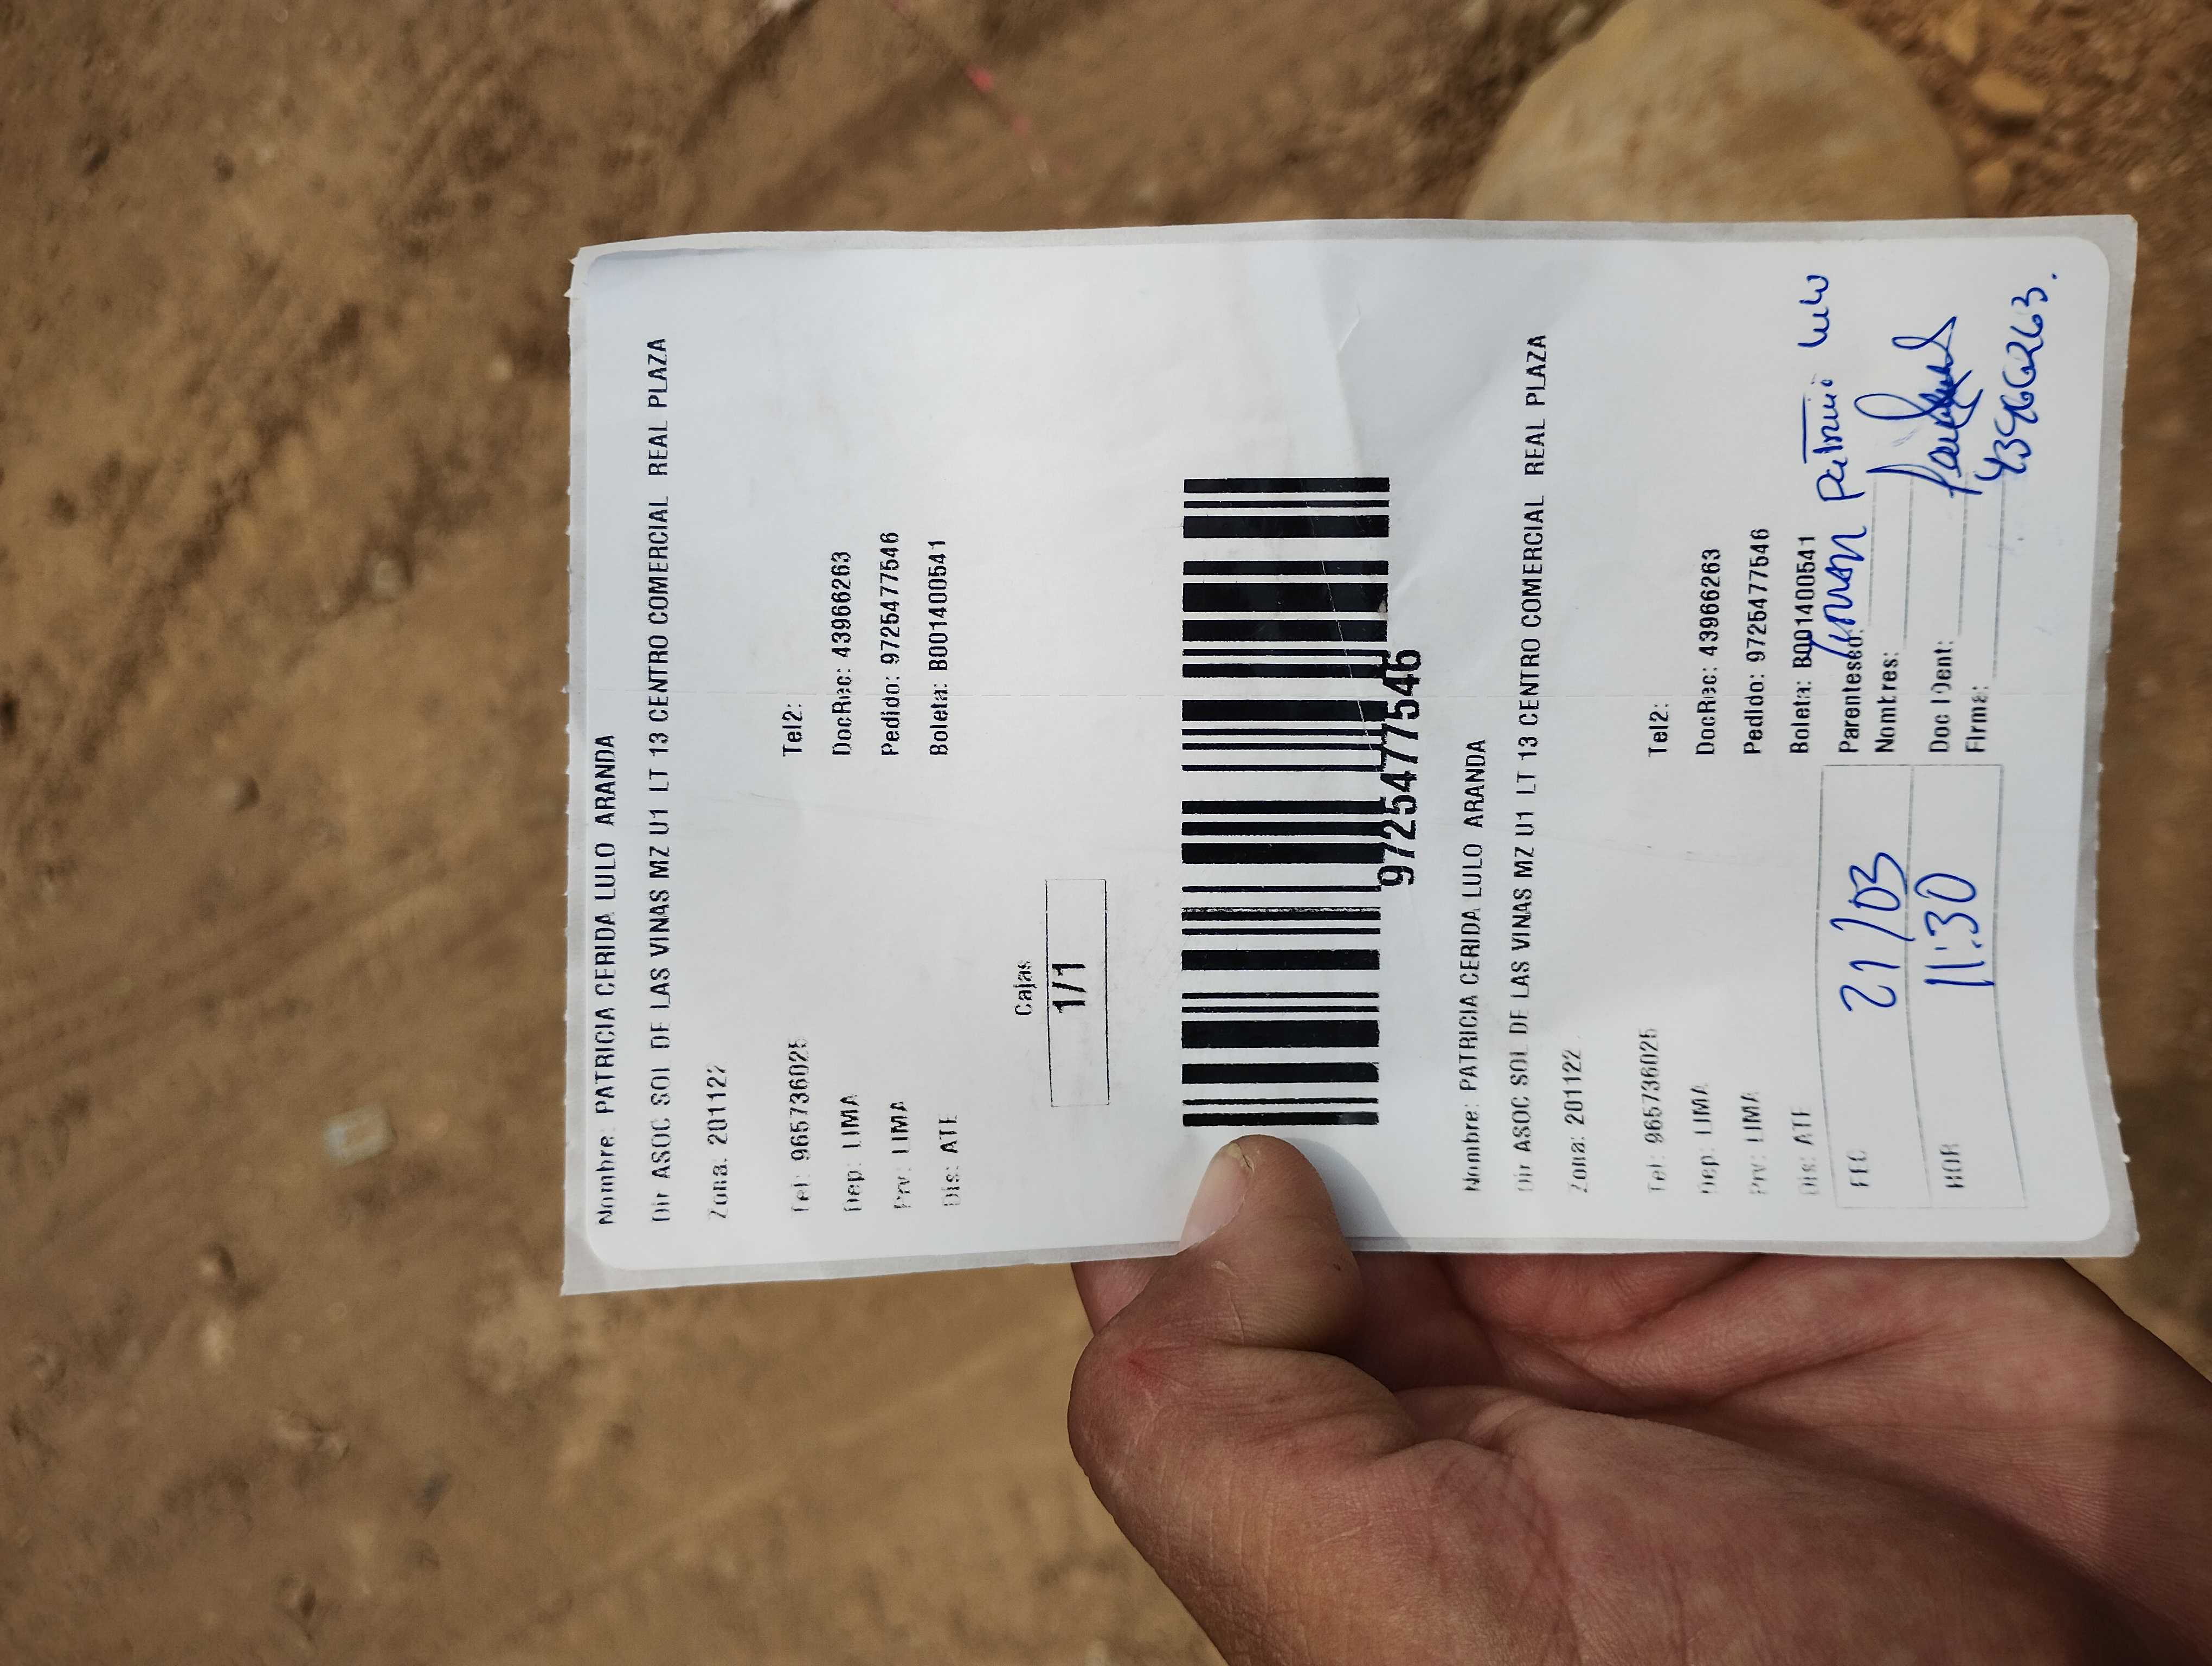 Nombre: PATRICIA CERIDA LULO ARANDA
Dir ASOC SOL DE LAS VINAS MZ U1 LT 13 CENTRO COMERCIAL REAL PLAZA
Zona: 201122
Tel: 965736025 Tel2:
Dep: LIMA DocRec: 43966263
Prv: LIMA Pedido: 9725477546
Dis: ATE Boleta: B001400541
Cajas
1/1
9725477546
Nombre: PATRICIA CERIDA LULO ARANDA
Dir ASOC SOL DE LAS VINAS MZ U1 LT 13 CENTRO COMERCIAL REAL PLAZA
Zona: 201122
Tel: 965736025 Tel2:
Dep: LIMA DocRec: 43966263
Prv: LIMA Pedido: 9725477546
Dis: ATE Boleta: B001400541
FEC 21/03 Parentesco: Lulo
Nombres:
HOR 11:30 Doc Ident:
Firma: 43966263.